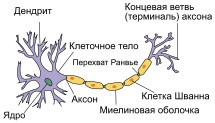 Дендрит
Концевая ветвь
(терминаль) аксона
Клеточное тело
Перехват Ранвье
Клетка Шванна
Аксон
Миелиновая оболочка
Ядро